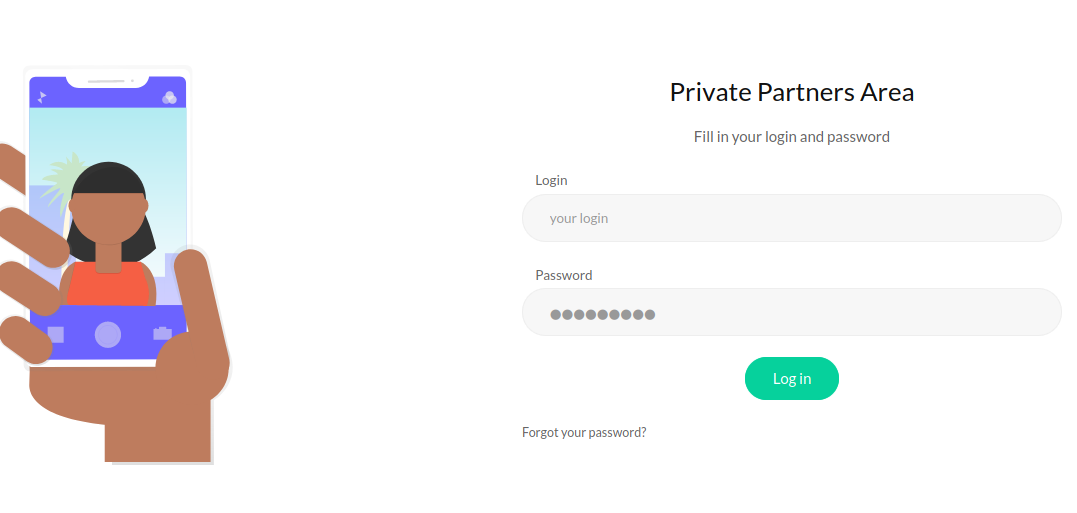 Private Partners Area
Fill in your login and password
Login
your login
Password
●●●●●●●●●
Log in
Forgot your password?